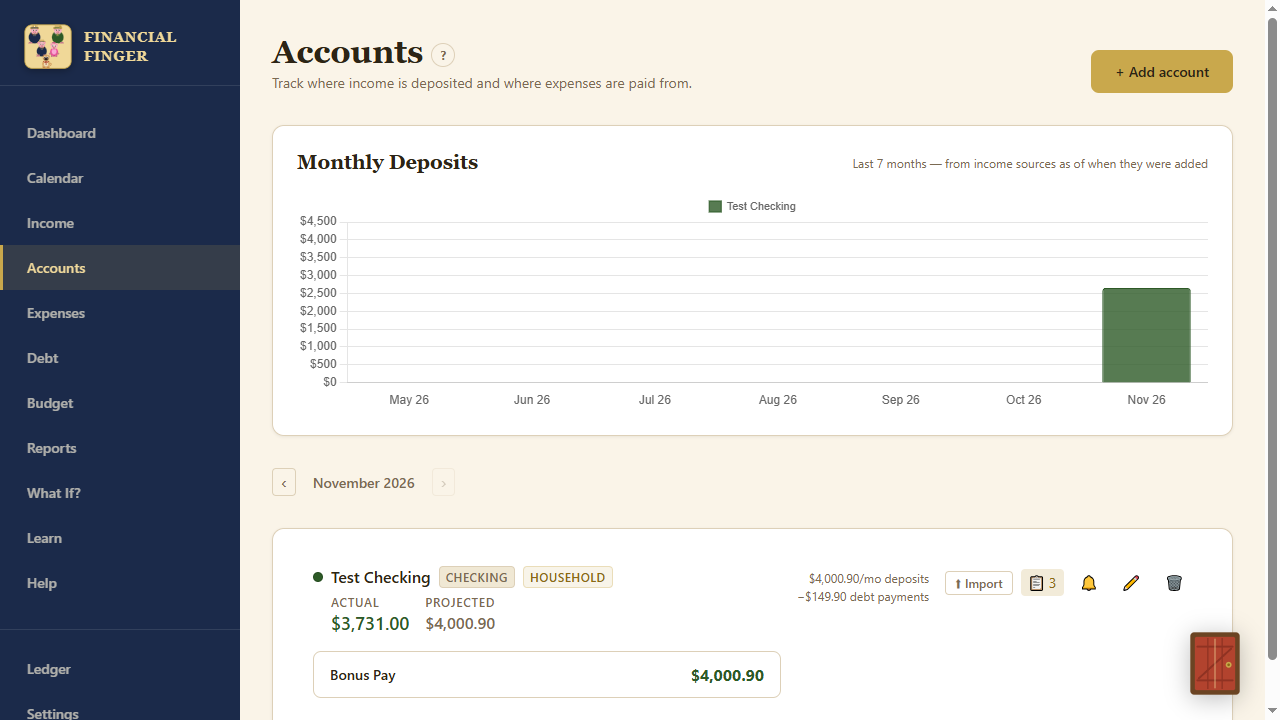 FINANCIAL
FINGER
Dashboard
Calendar
Income
Accounts
Expenses
Debt
Budget
Reports
What If?
Learn
Help
Ledger
Settings
Accounts ?
Track where income is deposited and where expenses are paid from.
+ Add account
Monthly Deposits
Last 7 months — from income sources as of when they were added
Test Checking
$4,500
$4,000
$3,500
$3,000
$2,500
$2,000
$1,500
$1,000
$500
$0
May 26 Jun 26 Jul 26 Aug 26 Sep 26 Oct 26 Nov 26
‹ November 2026 ›
Test Checking CHECKING HOUSEHOLD
ACTUAL PROJECTED
$3,731.00 $4,000.90
$4,000.90/mo deposits
−$149.90 debt payments
⬆ Import
3
Bonus Pay $4,000.90